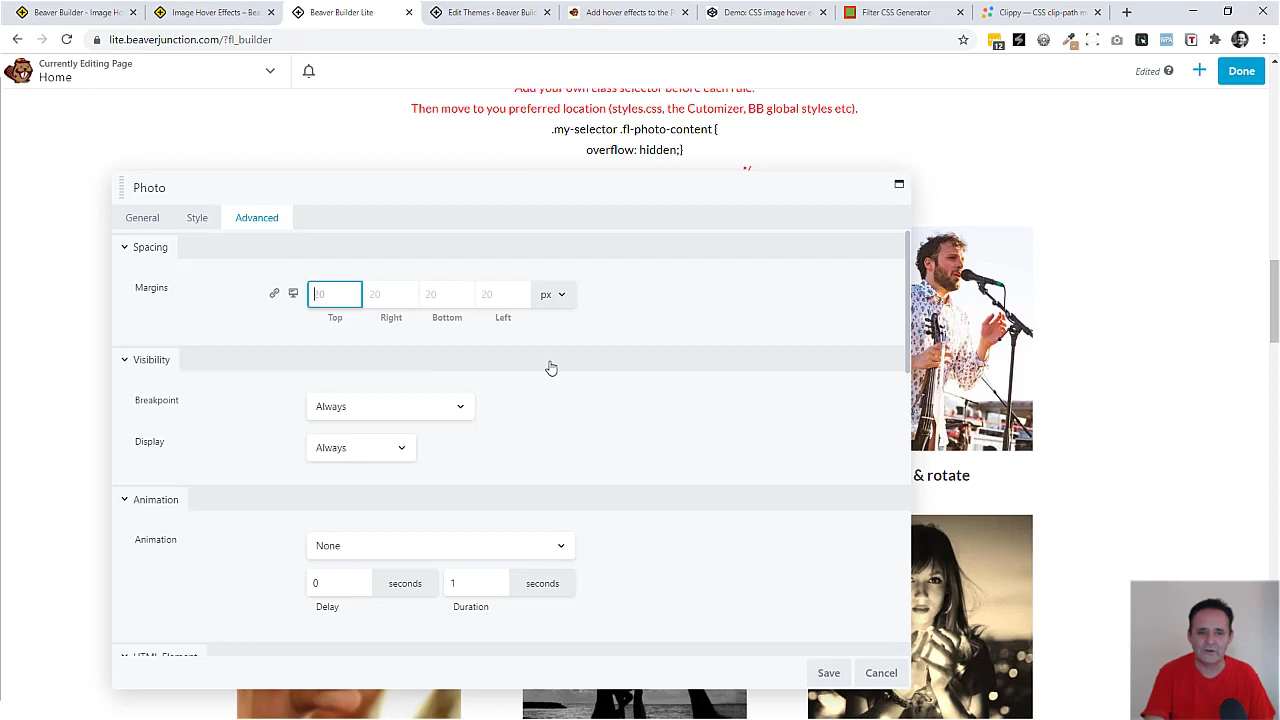 Beaver Builder - Image Ho
Image Hover Effects – Bea
Beaver Builder Lite
Edit Themes ‹ Beaver Buil
Add hover effects to the P
Demo: CSS image hover e
Filter CSS Generator
Clippy — CSS clip-path m
lite.beaverjunction.com/?fl_builder
12
WPA
T
Currently Editing Page
Home
Edited
Done
Add your own class selector before each rule.
Then move to you preferred location (styles.css, the Cutomizer, BB global styles etc).
.my-selector .fl-photo-content {
overflow: hidden;}
*/
Photo
General
Style
Advanced
Spacing
Margins
20
20
20
20
px
Top
Right
Bottom
Left
Visibility
Breakpoint
Always
Display
Always
Animation
Animation
None
0
seconds
1
seconds
Delay
Duration
HTML Element
Save
Cancel
& rotate